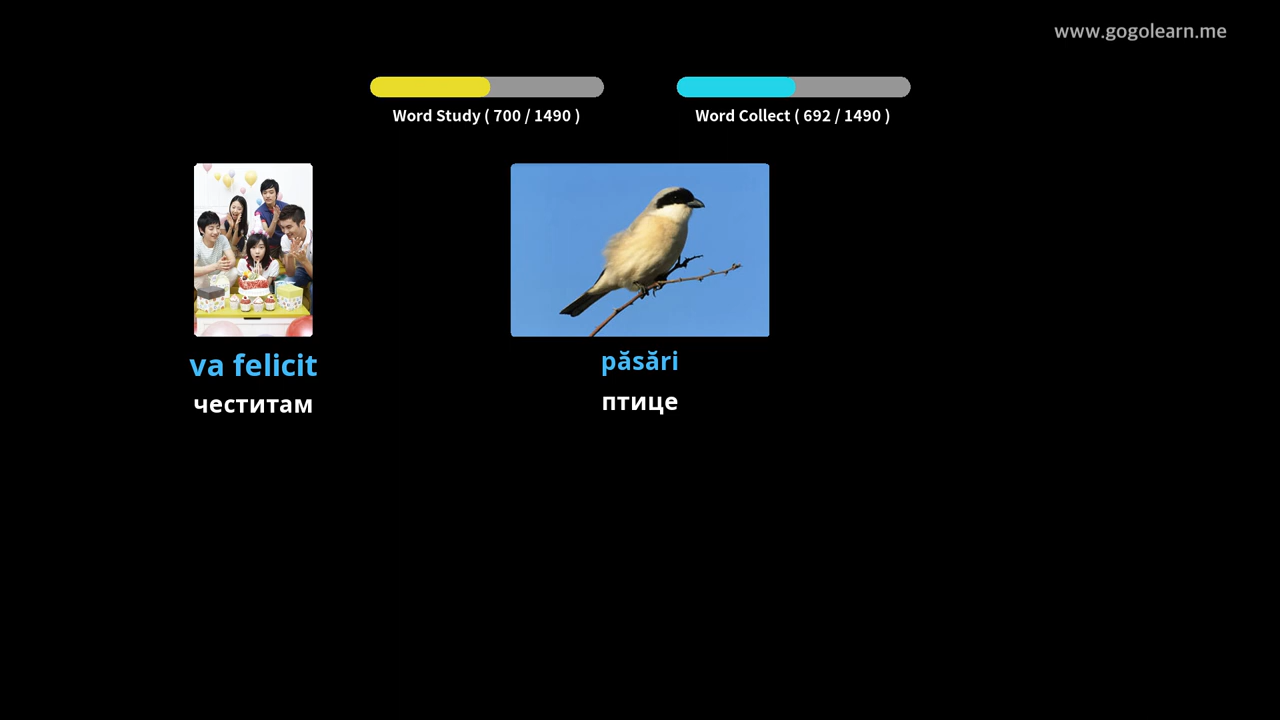 www.gogolearn.me
Word Study ( 700 / 1490 )
Word Collect ( 692 / 1490 )
va felicit
честитам
păsări
птице